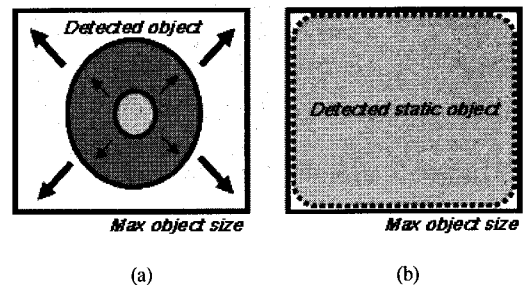 Detected object
Max object size
(a)
Detected static object
Max object size
(b)